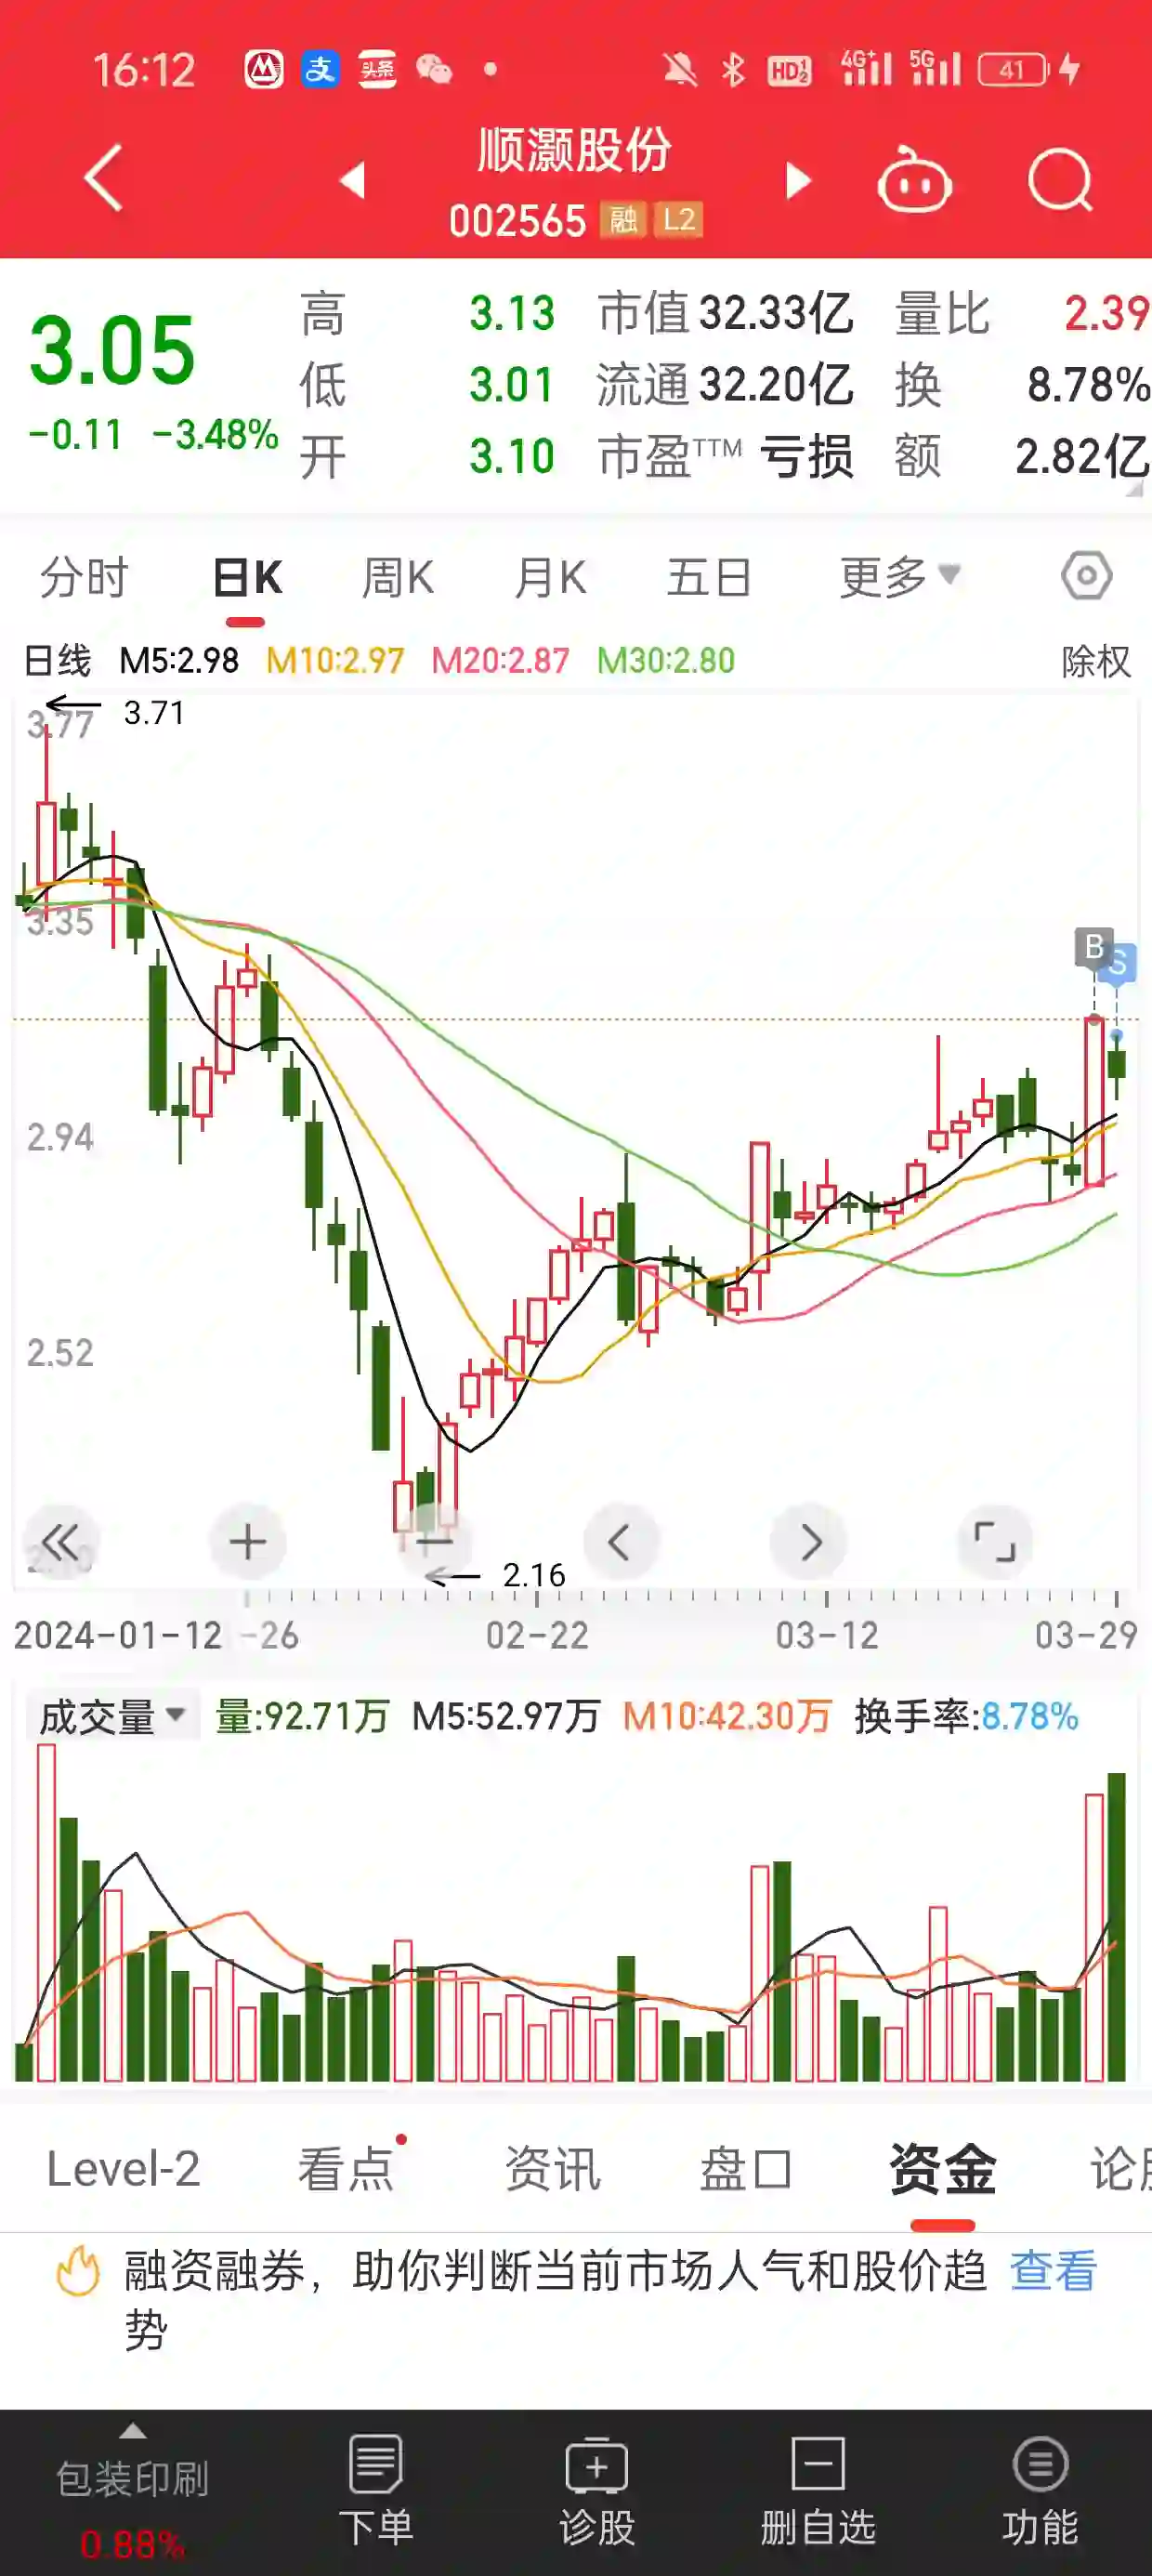 16:12 支 头条 HD 1 2 4G+ 5G 41
顺灏股份
002565 融 L2
3.05
-0.11 -3.48%
高 3.13 市值 32.33亿 量比 2.39
低 3.01 流通 32.20亿 换 8.78%
开 3.10 市盈TTM 亏损 额 2.82亿
分时 日K 周K 月K 五日 更多
日线 M5:2.98 M10:2.97 M20:2.87 M30:2.80 除权
3.77 3.71
3.35
B S
2.94
2.52
2.16
2024-01-12 -26 02-22 03-12 03-29
成交量 量:92.71万 M5:52.97万 M10:42.30万 换手率:8.78%
Level-2 看点 资讯 盘口 资金
融资融券，助你判断当前市场人气和股价趋 查看
势
包装印刷
0.88%
下单 诊股 删自选 功能